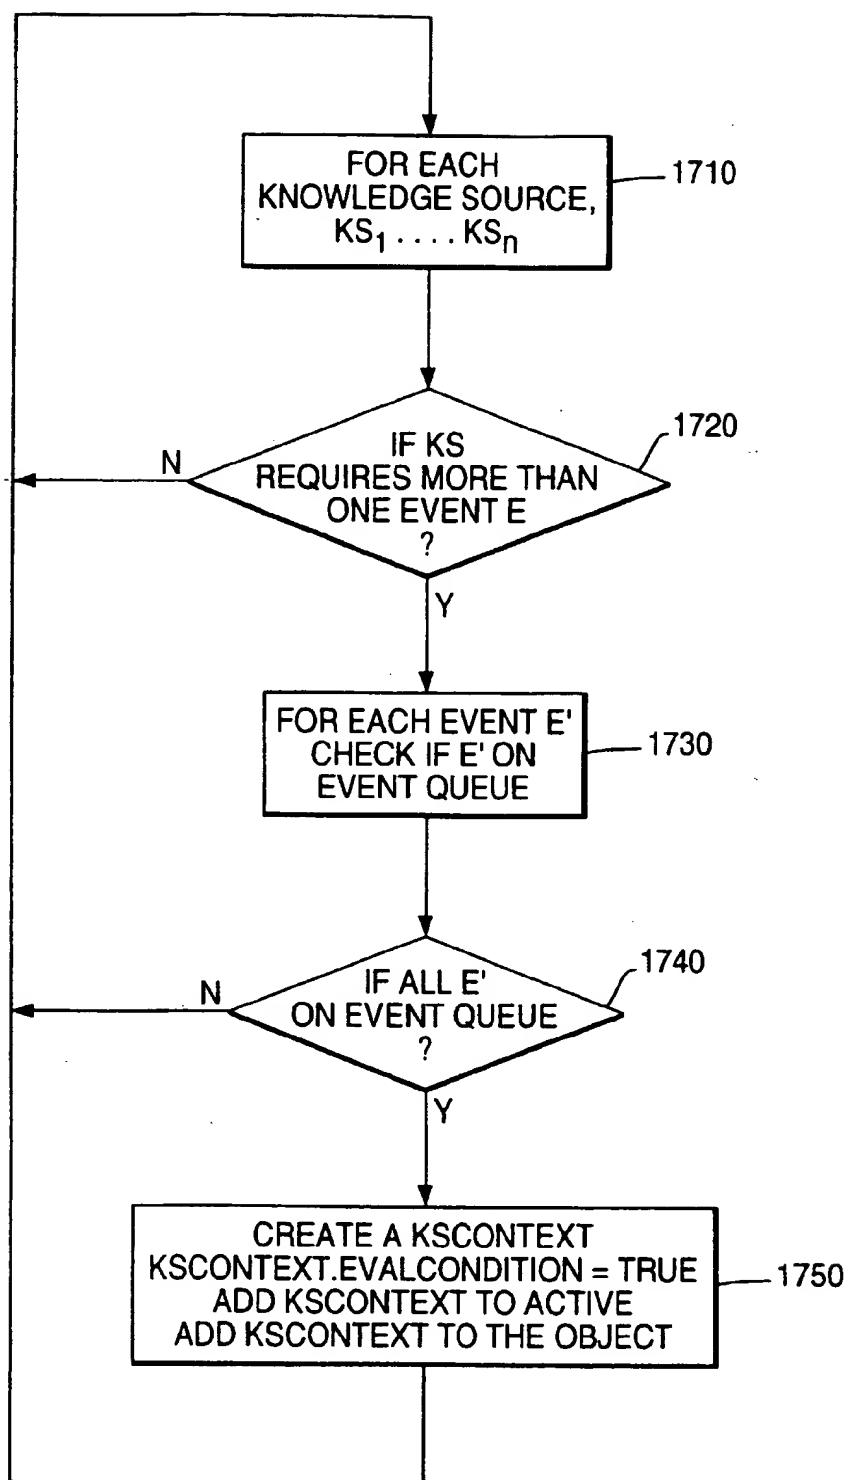 FOR EACH
KNOWLEDGE SOURCE,
KS1 .... KSn
1710
1720
IF KS
REQUIRES MORE THAN
ONE EVENT E
?
N
Y
FOR EACH EVENT E'
CHECK IF E' ON
EVENT QUEUE
1730
1740
IF ALL E'
ON EVENT QUEUE
?
N
Y
CREATE A KSCONTEXT
KSCONTEXT.EVALCONDITION = TRUE
ADD KSCONTEXT TO ACTIVE
ADD KSCONTEXT TO THE OBJECT
1750